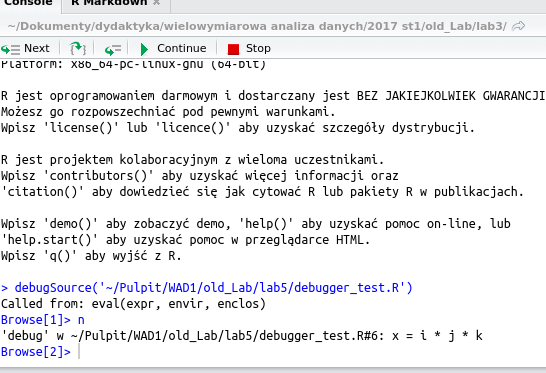 Console R Markdown ×
~/Dokumenty/dydaktyka/wielowymiarowa analiza danych/2017 st1/old_Lab/lab3/
Next Continue Stop
Platform: x86_64-pc-linux-gnu (64-bit)
R jest oprogramowaniem darmowym i dostarczany jest BEZ JAKIEJKOLWIEK GWARANCJI
Możesz go rozpowszechniać pod pewnymi warunkami.
Wpisz 'license()' lub 'licence()' aby uzyskać szczegóły dystrybucji.
R jest projektem kolaboracyjnym z wieloma uczestnikami.
Wpisz 'contributors()' aby uzyskać więcej informacji oraz
'citation()' aby dowiedzieć się jak cytować R lub pakiety R w publikacjach.
Wpisz 'demo()' aby zobaczyć demo, 'help()' aby uzyskać pomoc on-line, lub
'help.start()' aby uzyskać pomoc w przeglądarce HTML.
Wpisz 'q()' aby wyjść z R.
> debugSource('~/Pulpit/WAD1/old_Lab/lab5/debugger_test.R')
Called from: eval(expr, envir, enclos)
Browse[1]> n
'debug' w ~/Pulpit/WAD1/old_Lab/lab5/debugger_test.R#6: x = i * j * k
Browse[2]>